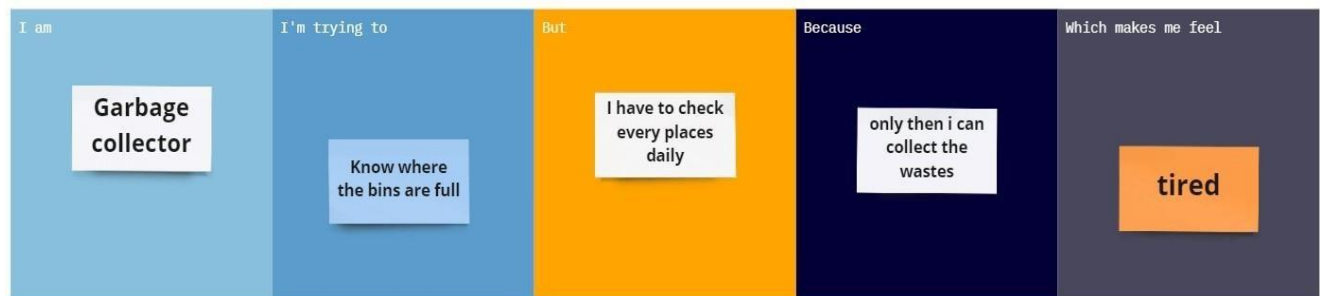 I am
Garbage
collector
I'm trying to
Know where
the bins are full
But
I have to check
every places
daily
Because
only then i can
collect the
wastes
Which makes me feel
tired